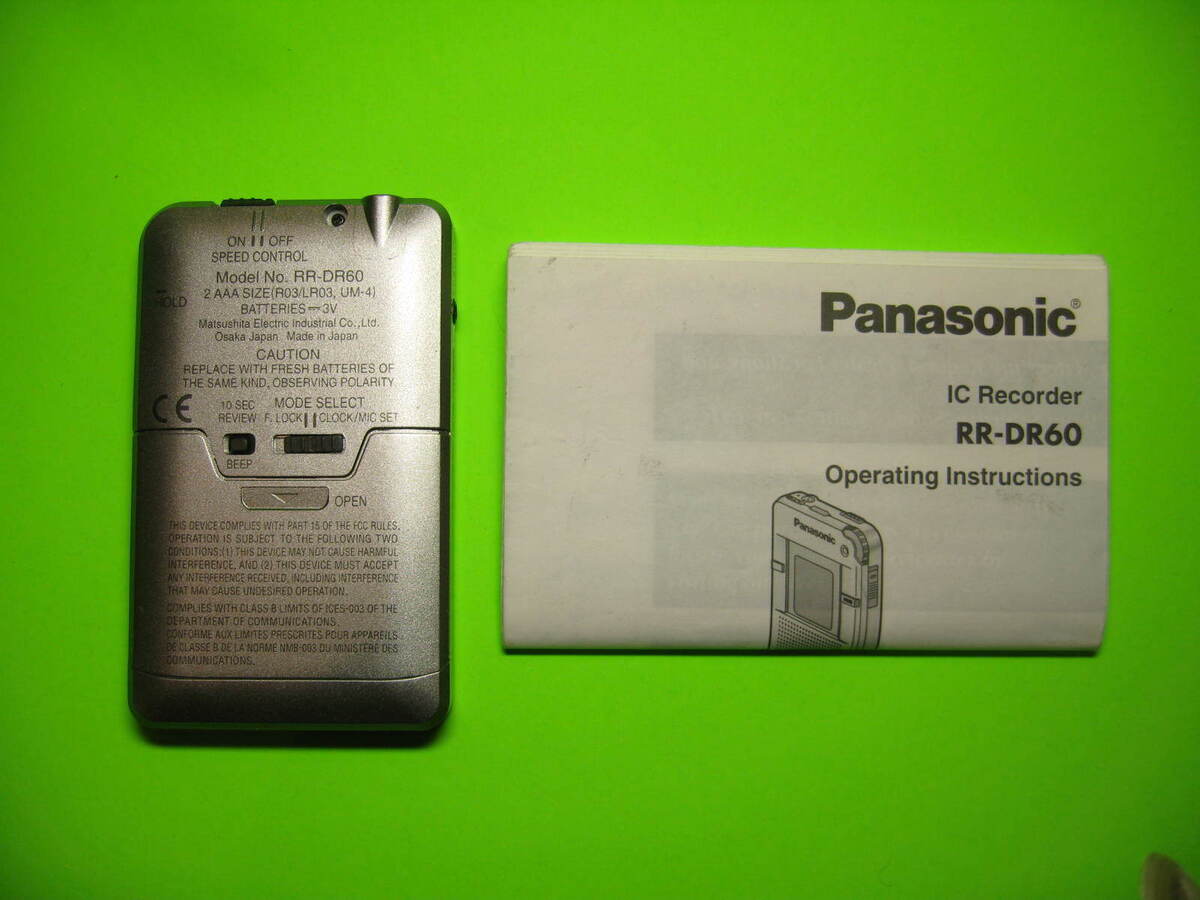 ON OFF
SPEED CONTROL
Model No. RR-DR60
HOLD
2 AAA SIZE(R03/LR03, UM-4)
BATTERIES⎓3V
Matsushita Electric Industrial Co.,Ltd.
Osaka Japan Made in Japan
CAUTION
REPLACE WITH FRESH BATTERIES OF
THE SAME KIND, OBSERVING POLARITY
CE
10 SEC
REVIEW
MODE SELECT
F. LOCK CLOCK/MIC SET
BEEP
OPEN
THIS DEVICE COMPLIES WITH PART 15 OF THE FCC RULES.
OPERATION IS SUBJECT TO THE FOLLOWING TWO
CONDITIONS:(1) THIS DEVICE MAY NOT CAUSE HARMFUL
INTERFERENCE, AND (2) THIS DEVICE MUST ACCEPT
ANY INTERFERENCE RECEIVED, INCLUDING INTERFERENCE
THAT MAY CAUSE UNDESIRED OPERATION.
COMPLIES WITH CLASS B LIMITS OF ICES-003 OF THE
DEPARTMENT OF COMMUNICATIONS.
CONFORME AUX LIMITES PRESCRITES POUR APPAREILS
DE CLASSE B DE LA NORME NMB-003 DU MINISTÈRE DES
COMMUNICATIONS.
Panasonic®
IC Recorder
RR-DR60
Operating Instructions
Panasonic